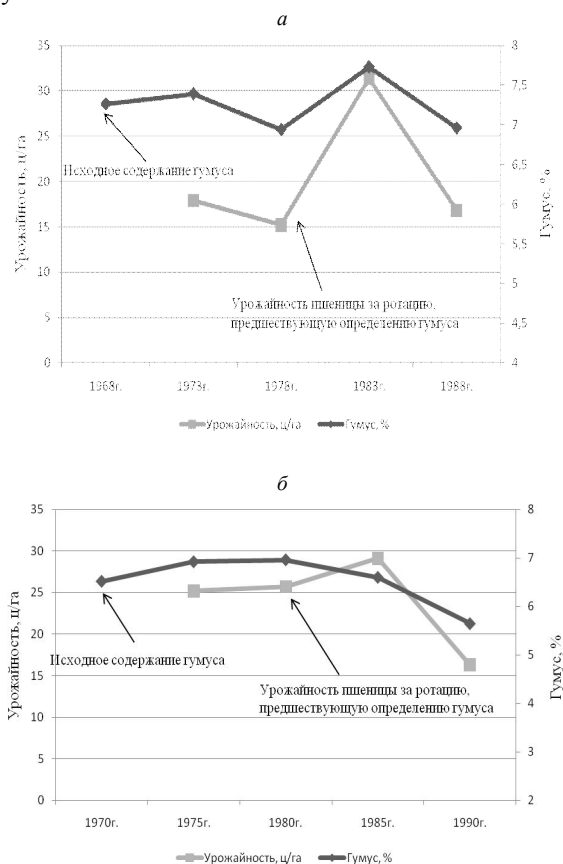 а
35
30
25
20
15
10
5
0
Урожайность, ц/га
8
7,5
7
6,5
6
5,5
5
4,5
4
Гумус, %
Исходное содержание гумуса
Урожайность пшеницы за ротацию,
предшествующую определению гумуса
1968г. 1973г. 1978г. 1983г. 1988г.
Урожайность, ц/га Гумус, %
б
35
30
25
20
15
10
5
0
Урожайность, ц/га
8
7
6
5
4
3
2
Гумус, %
Исходное содержание гумуса
Урожайность пшеницы за ротацию,
предшествующую определению гумуса
1970г. 1975г. 1980г. 1985г. 1990г.
Урожайность, ц/га Гумус, %